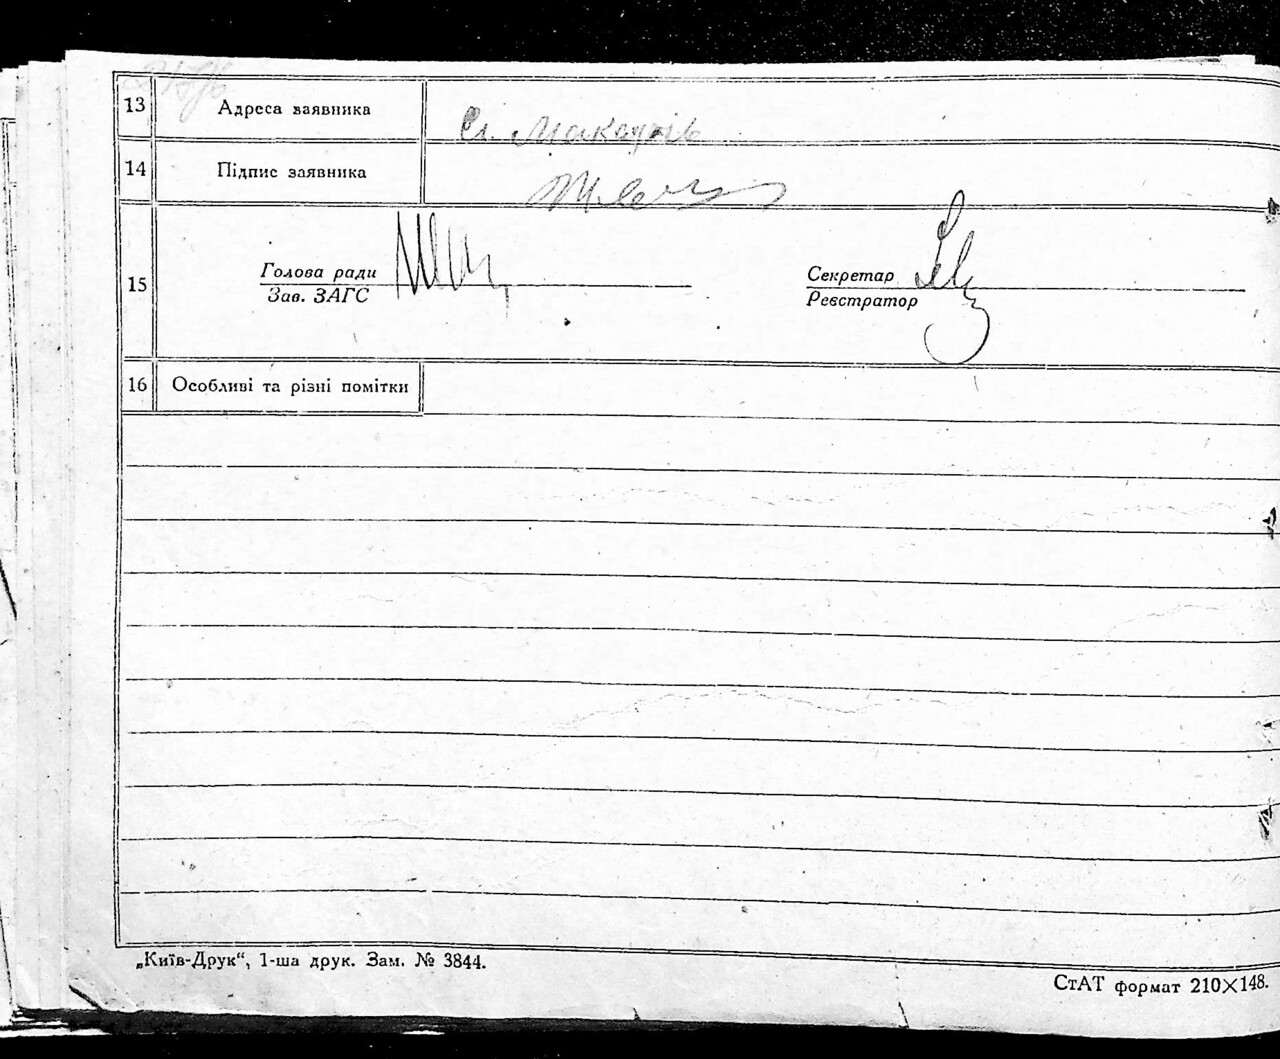 13 Адреса заявника
14 Підпис заявника
15 Голова ради
Зав. ЗАГС
Секретар
Реєстратор
16 Особливі та різні помітки
„Київ-Друк“, 1-ша друк. Зам. № 3844.
СтАТ формат 210×148.